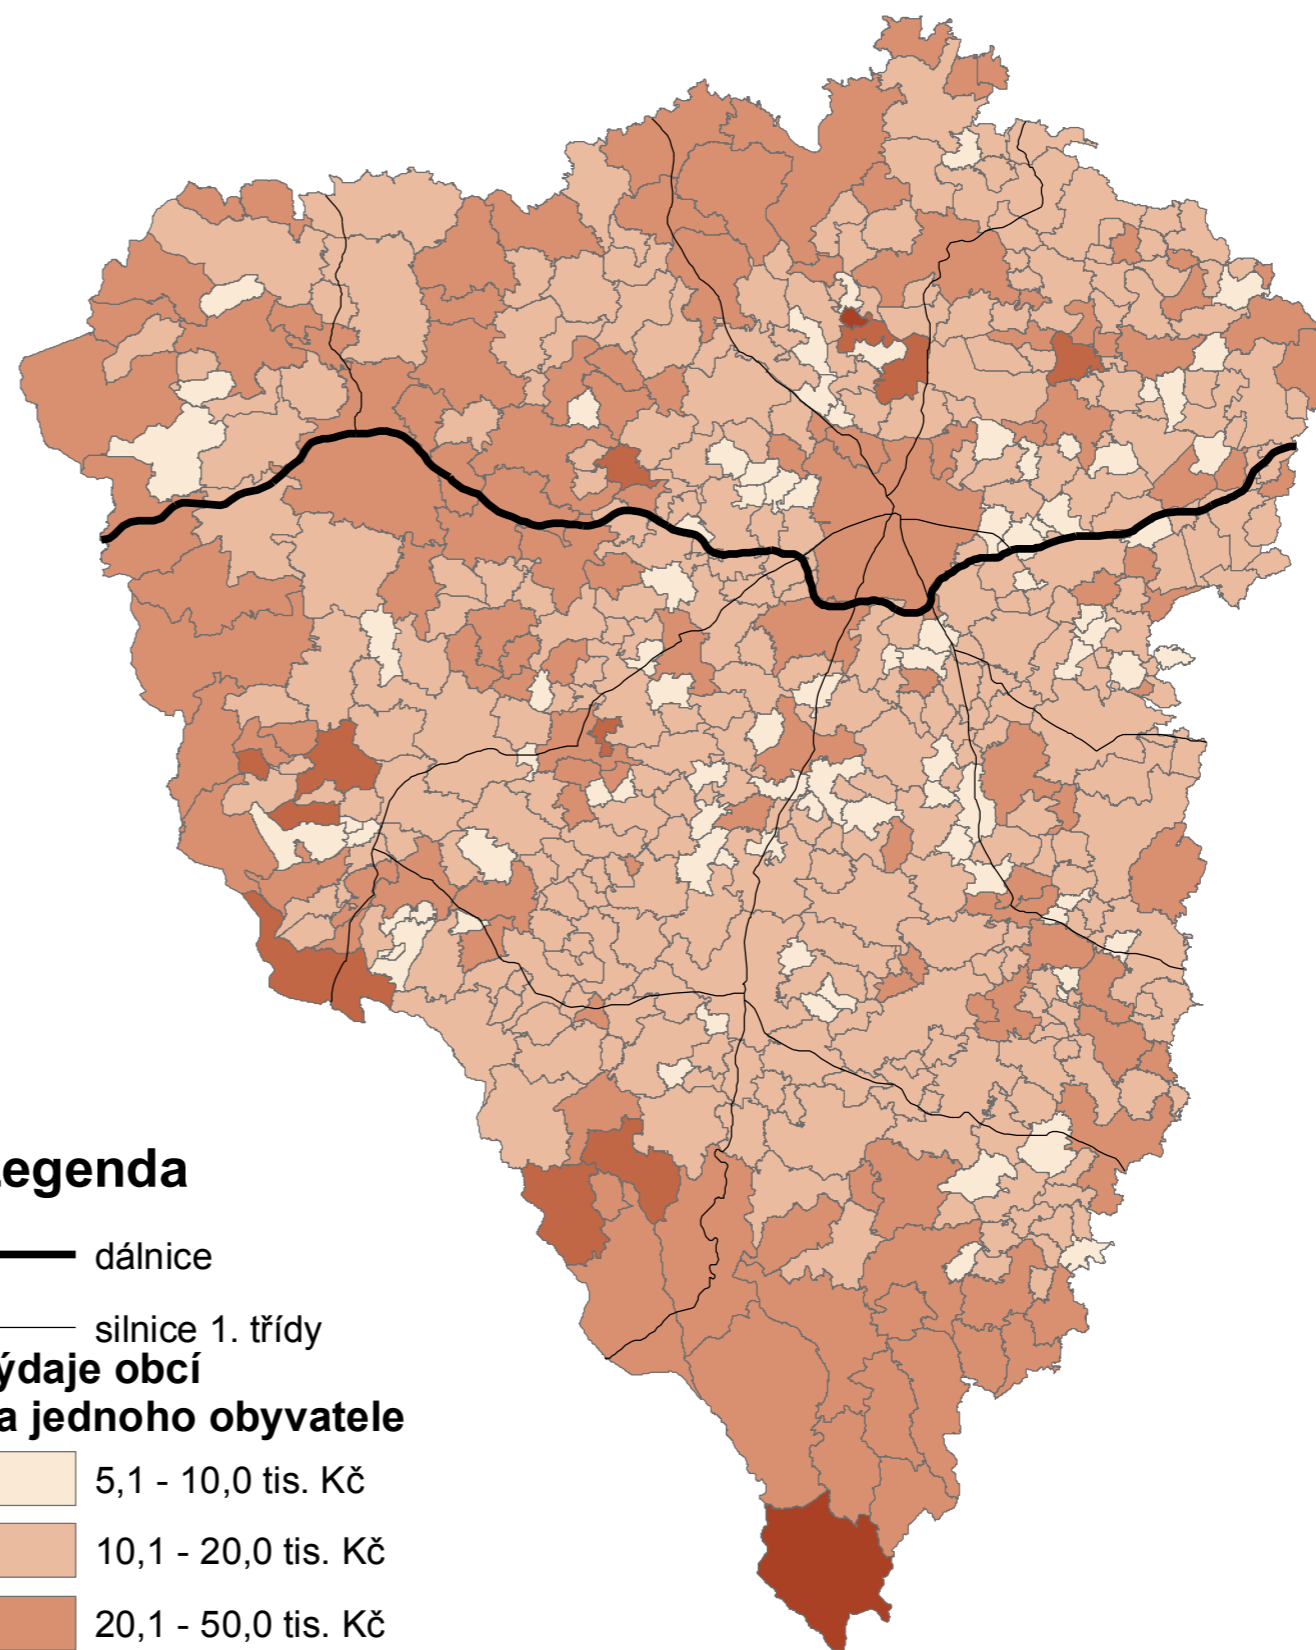 egenda
dálnice
silnice 1. třídy
ýdaje obcí
a jednoho obyvatele
5,1 - 10,0 tis. Kč
10,1 - 20,0 tis. Kč
20,1 - 50,0 tis. Kč